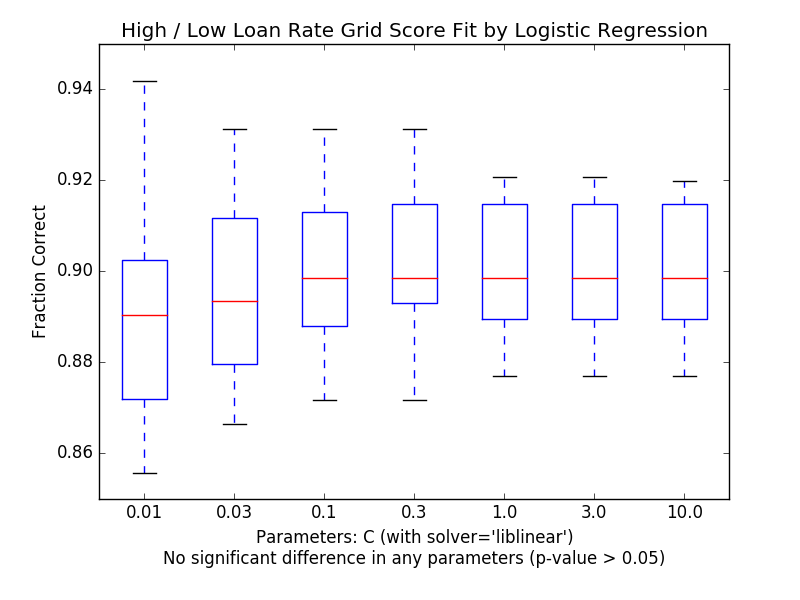 High / Low Loan Rate Grid Score Fit by Logistic Regression
0.94
0.92
0.90
0.88
0.86
Fraction Correct
0.01 0.03 0.1 0.3 1.0 3.0 10.0
Parameters: C (with solver='liblinear')
No significant difference in any parameters (p-value > 0.05)